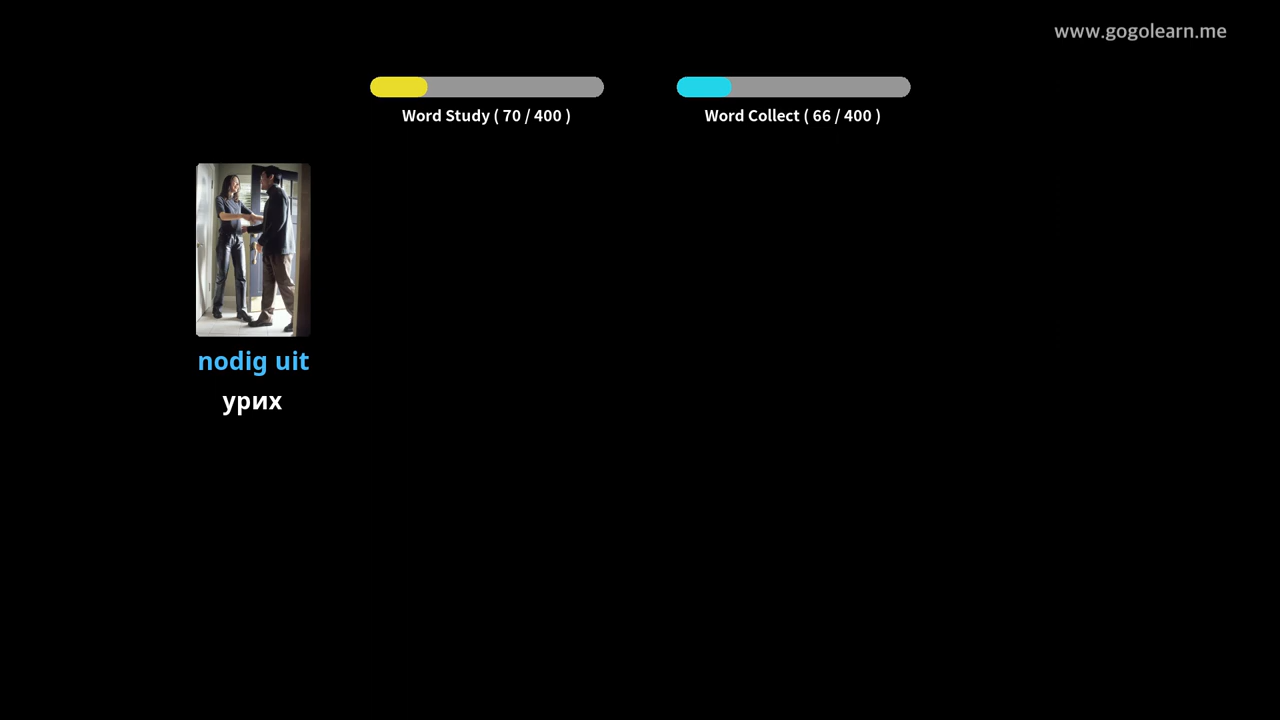 www.gogolearn.me
Word Study ( 70 / 400 )
Word Collect ( 66 / 400 )
nodig uit
урих